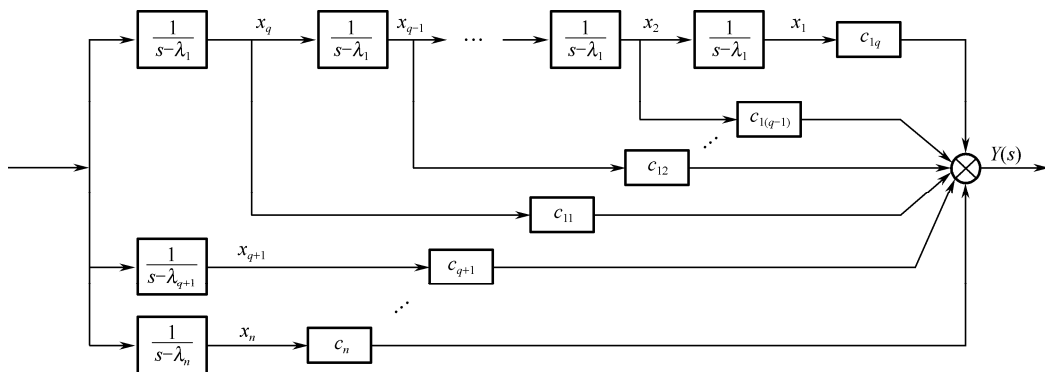 1/(s−λ₁) x_q 1/(s−λ₁) x_{q−1} ⋯ 1/(s−λ₁) x₂ 1/(s−λ₁) x₁ c_{1q}
c_{1(q−1)}
⋯
c₁₂ Y(s)
c₁₁
1/(s−λ_{q+1}) x_{q+1} c_{q+1}
⋯
1/(s−λ_n) x_n c_n